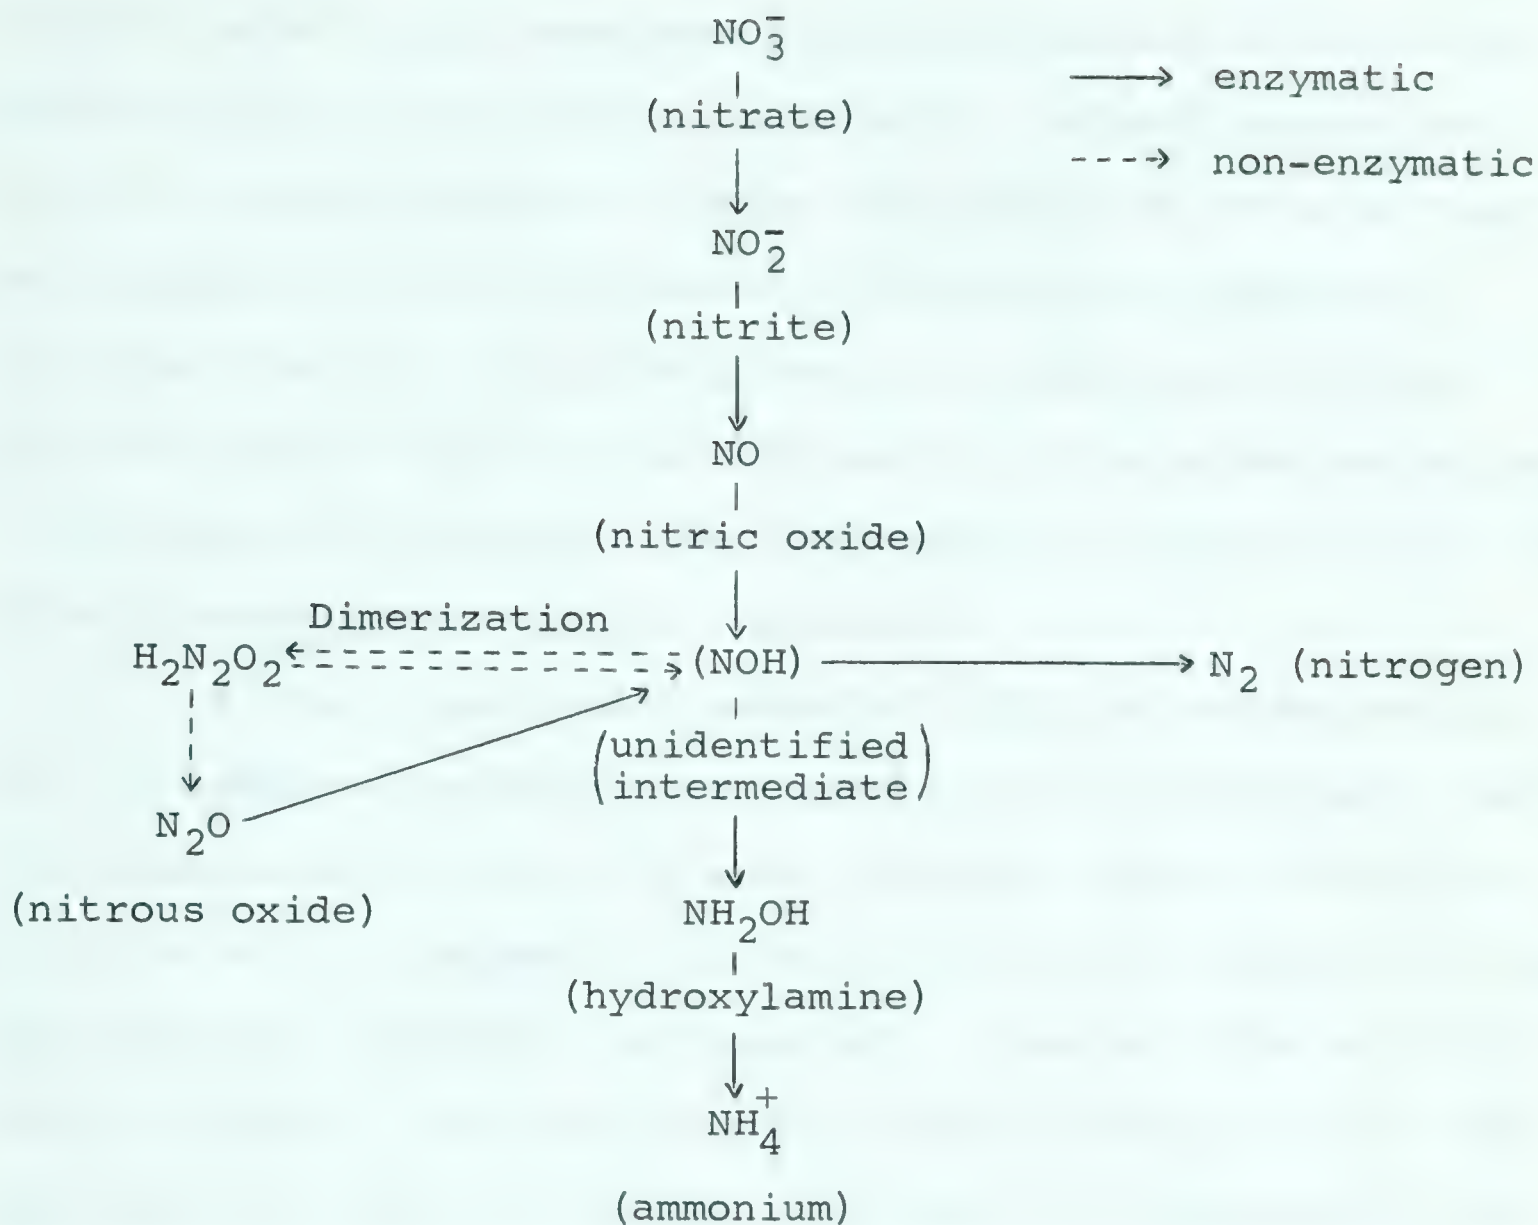 NO₃⁻
(nitrate)
⟶ enzymatic
----> non-enzymatic
NO₂⁻
(nitrite)
NO
(nitric oxide)
Dimerization
H₂N₂O₂ (NOH) N₂ (nitrogen)
(unidentified
intermediate)
N₂O
(nitrous oxide)
NH₂OH
(hydroxylamine)
NH₄⁺
(ammonium)